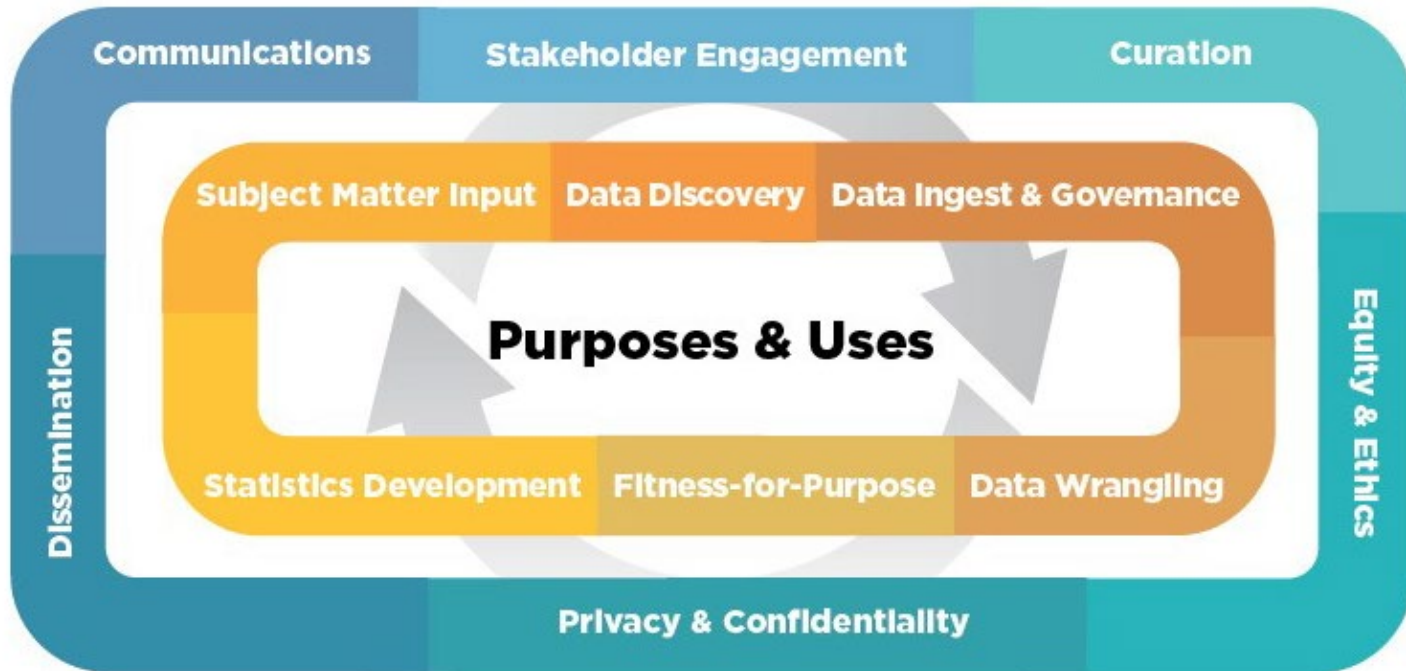 Communications
Stakeholder Engagement
Curation
Subject Matter Input
Data Discovery
Data Ingest & Governance
Purposes & Uses
Dissemination
Equity & Ethics
Statistics Development
Fitness-for-Purpose
Data Wrangling
Privacy & Confidentiality